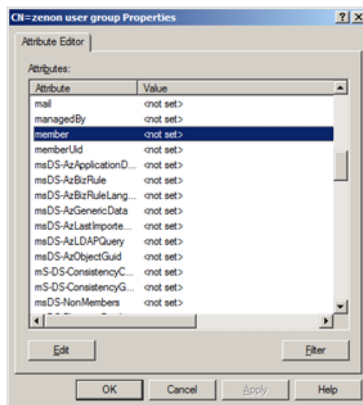 CN=zenon user group Properties
Attribute Editor
Attributes:
Attribute Value
mail <not set>
managedBy <not set>
member <not set>
memberUid <not set>
msDS-AzApplicationD... <not set>
msDS-AzBizRule <not set>
msDS-AzBizRuleLang... <not set>
msDS-AzGenericData <not set>
msDS-AzLastImporte... <not set>
msDS-AzLDAPQuery <not set>
msDS-AzObjectGuid <not set>
mS-DS-ConsistencyC... <not set>
mS-DS-ConsistencyG... <not set>
msDS-NonMembers <not set>
Edit Filter
OK Cancel Apply Help